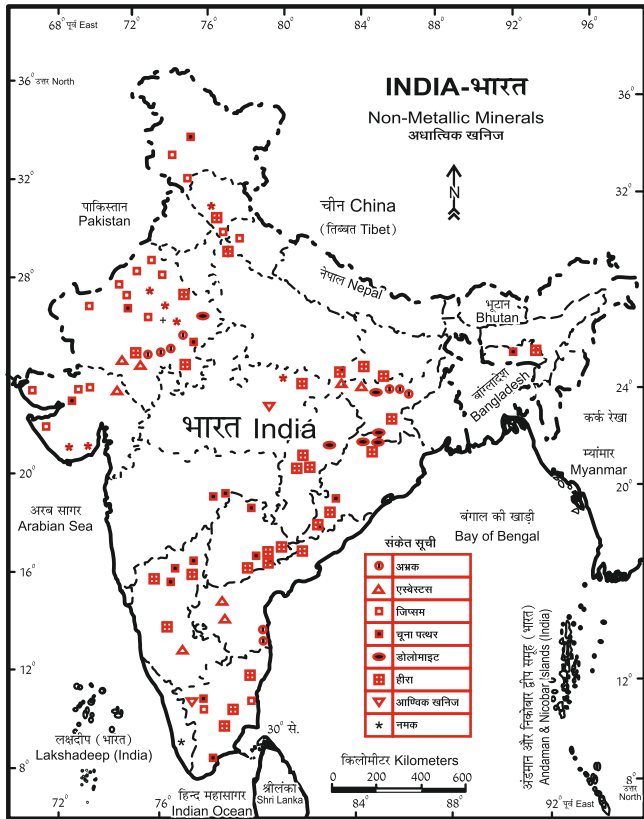 68° पूर्व East
72°
76°
80°
84°
88°
92°
36° उत्तर North
36°
INDIA-भारत
Non-Metallic Minerals
अधात्विक खनिज
N
32°
32°
पाकिस्तान
Pakistan
चीन China
(तिब्बत Tibet)
28°
28°
नेपाल Nepal
भूटान
Bhutan
बांग्लादेश
Bangladesh
24°
24°
कर्क रेखा
भारत India
म्यांमार
Myanmar
20°
20°
अरब सागर
Arabian Sea
बंगाल की खाड़ी
Bay of Bengal
16°
16°
संकेत सूची
अभ्रक
एस्बेस्टस
जिप्सम
चूना पत्थर
डोलोमाइट
हीरा
आण्विक खनिज
नमक
अंडमान और निकोबार द्वीप समूह (भारत)
Andaman & Nicobar Islands (India)
12°
12°
लक्षदीप (भारत)
Lakshadeep (India)
30° से.
किलोमीटर Kilometers
0 200 400 600
8°
8° उत्तर North
श्रीलंका
Shri Lanka
हिन्द महासागर
Indian Ocean
72°
76°
84°
88°
92° पूर्व East